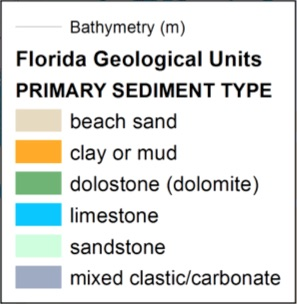 Bathymetry (m)
Florida Geological Units
PRIMARY SEDIMENT TYPE
beach sand
clay or mud
dolostone (dolomite)
limestone
sandstone
mixed clastic/carbonate